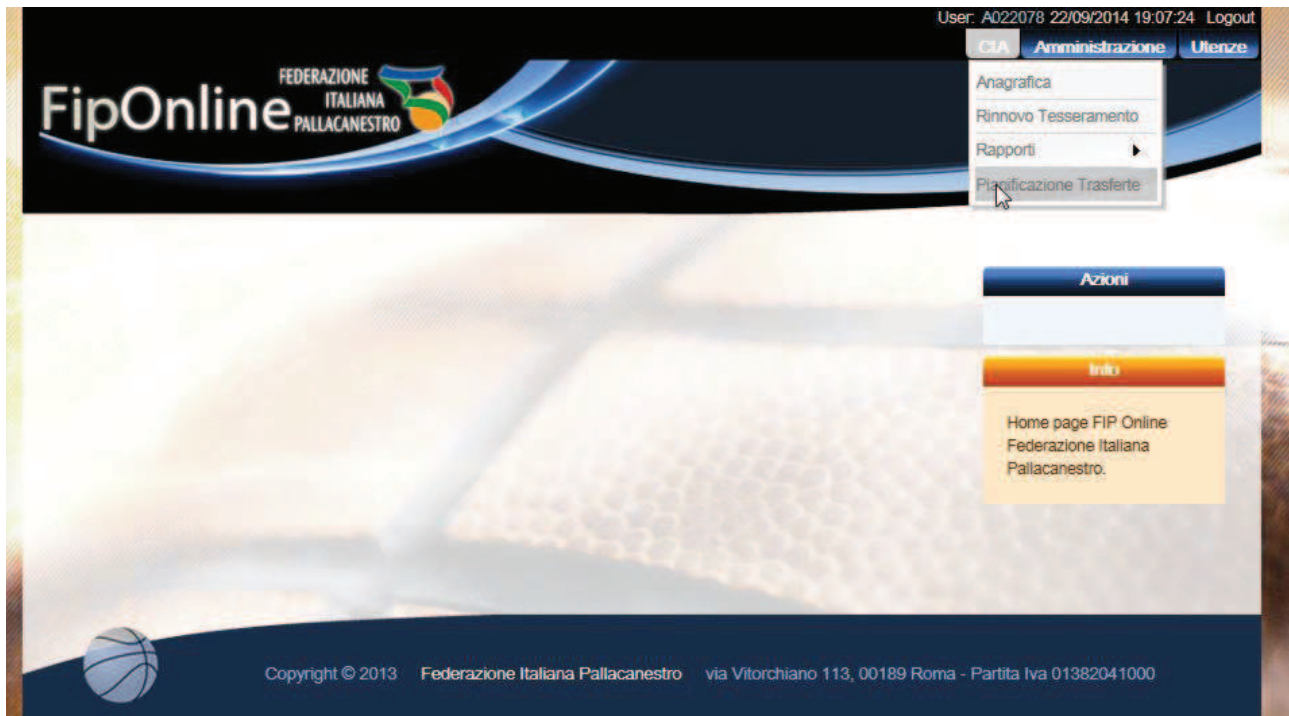 User: A022078 22/09/2014 19:07:24 Logout
CIA Amministrazione Utenze
FipOnline FEDERAZIONE
ITALIANA
PALLACANESTRO
Anagrafica
Rinnovo Tesseramento
Rapporti
Pianificazione Trasferte
Azioni
Info
Home page FIP Online
Federazione Italiana
Pallacanestro.
Copyright © 2013 Federazione Italiana Pallacanestro via Vitorchiano 113, 00189 Roma - Partita Iva 01382041000